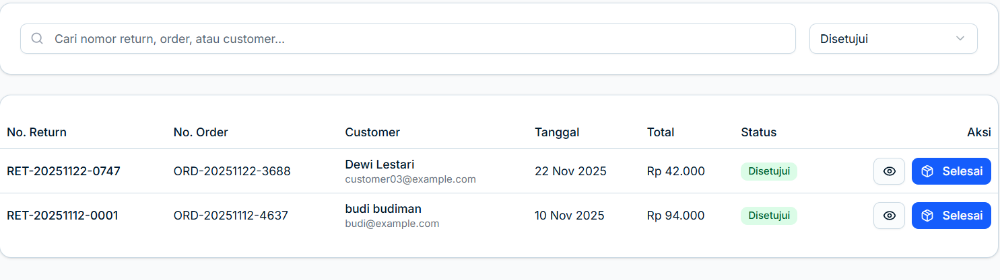 Cari nomor return, order, atau customer...
Disetujui
No. Return No. Order Customer Tanggal Total Status Aksi
RET-20251122-0747 ORD-20251122-3688 Dewi Lestari 22 Nov 2025 Rp 42.000 Disetujui Selesai
customer03@example.com
RET-20251112-0001 ORD-20251112-4637 budi budiman 10 Nov 2025 Rp 94.000 Disetujui Selesai
budi@example.com